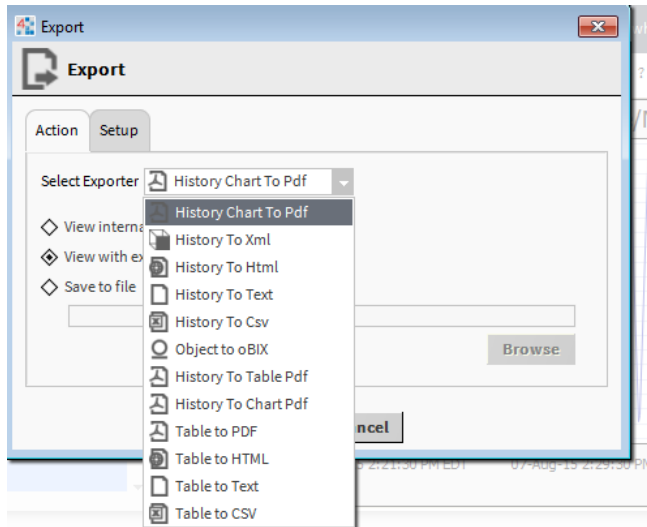 Export
Export
Action Setup
Select Exporter History Chart To Pdf
History Chart To Pdf
View interna
History To Xml
View with ex
History To Html
Save to file
History To Text
History To Csv
Object to oBIX
Browse
History To Table Pdf
History To Chart Pdf
Table to PDF
ncel
Table to HTML
5 2:21:30 PM EDT 07-Aug-15 2:29:30 PM
Table to Text
Table to CSV